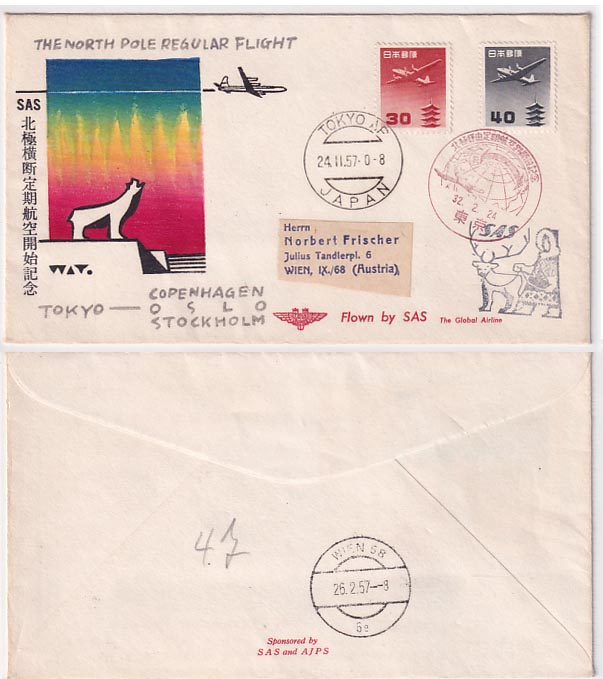 THE NORTH POLE REGULAR FLIGHT
SAS
北極横断定期航空開始記念
WAV.
TOKYO — COPENHAGEN
OSLO
STOCKHOLM
日本郵便
30
日本郵便
40
TOKYO AP
24.II.57.0-8
JAPAN
32.2.24
東京
SAS
Herrn
Norbert Frischer
Julius Tandlerpl. 6
WIEN, IX./68 (Austria)
Flown by SAS The Global Airline
47
WIEN 68
26.2.57-8
6e
Sponsored by
SAS and AJPS